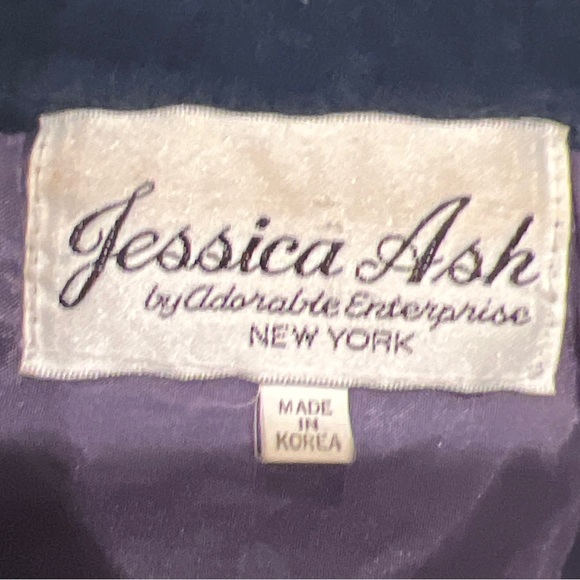 Jessica Ash
by Adorable Enterprise
NEW YORK
MADE
IN
KOREA